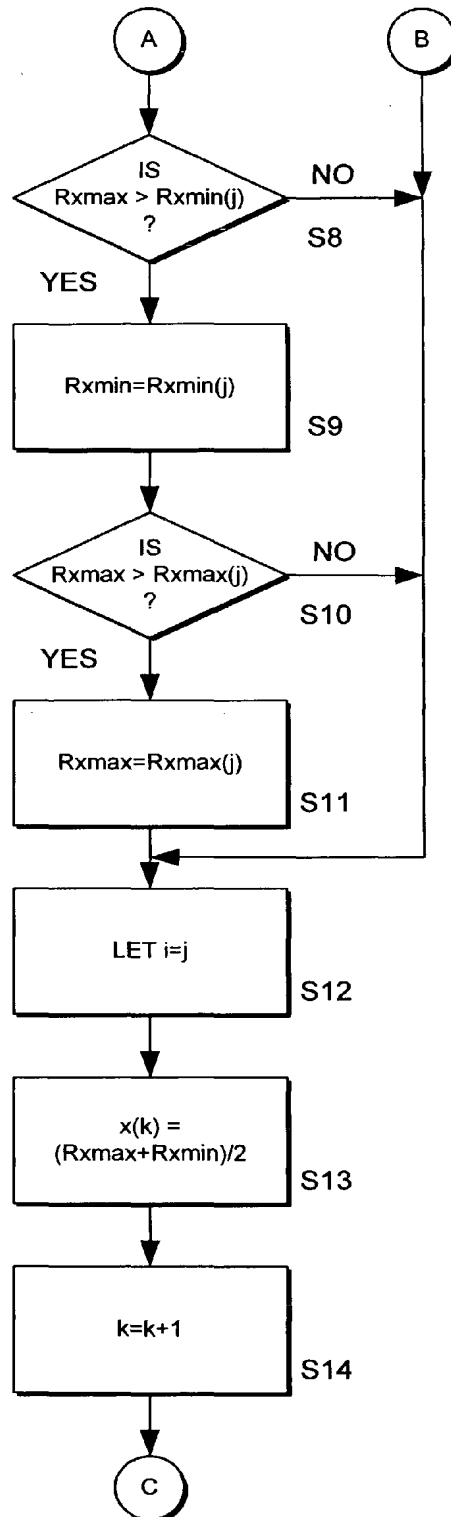 A
B
IS
Rxmax > Rxmin(j)
?
NO
S8
YES
Rxmin=Rxmin(j)
S9
IS
Rxmax > Rxmax(j)
?
NO
S10
YES
Rxmax=Rxmax(j)
S11
LET i=j
S12
x(k) =
(Rxmax+Rxmin)/2
S13
k=k+1
S14
C